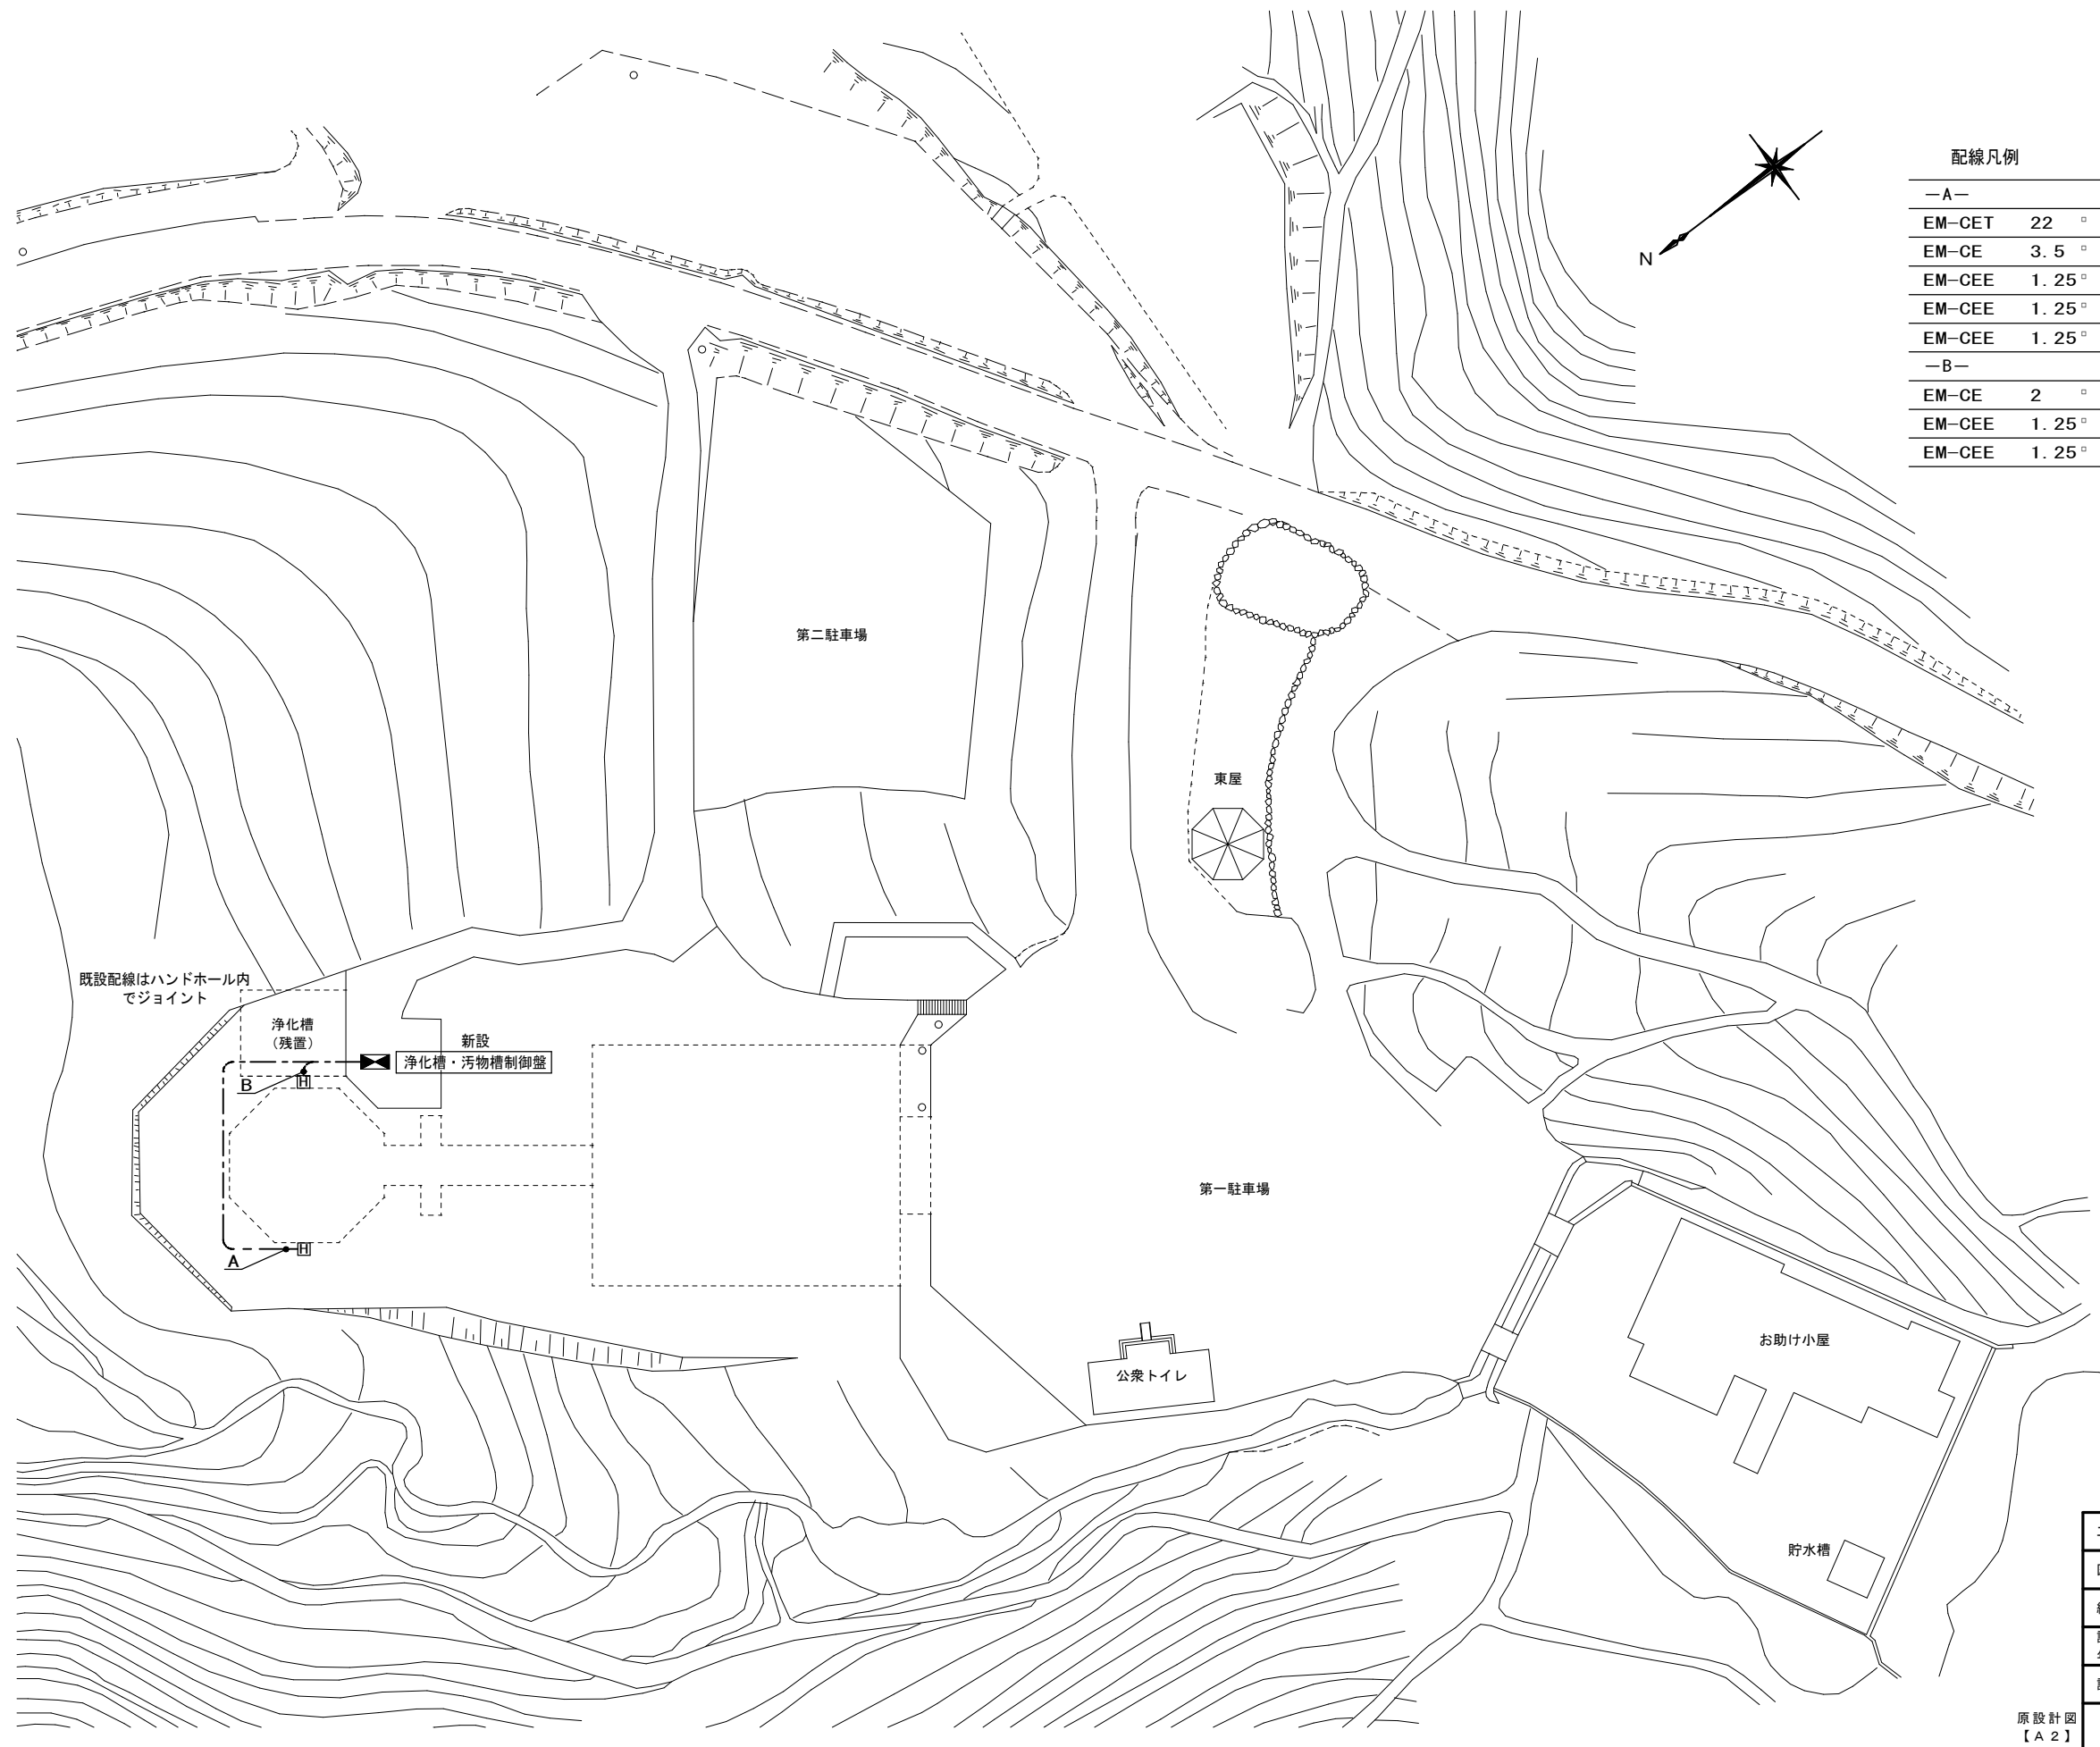 配線凡例
—A—
EM-CET 22 □
EM-CE 3.5 □
EM-CEE 1.25□
EM-CEE 1.25□
EM-CEE 1.25□
—B—
EM-CE 2 □
EM-CEE 1.25□
EM-CEE 1.25□
N
第二駐車場
東屋
既設配線はハンドホール内
でジョイント
浄化槽
（残置）
新設
浄化槽・汚物槽制御盤
B
H
A
H
第一駐車場
公衆トイレ
お助け小屋
貯水槽
原設計図
【A2】